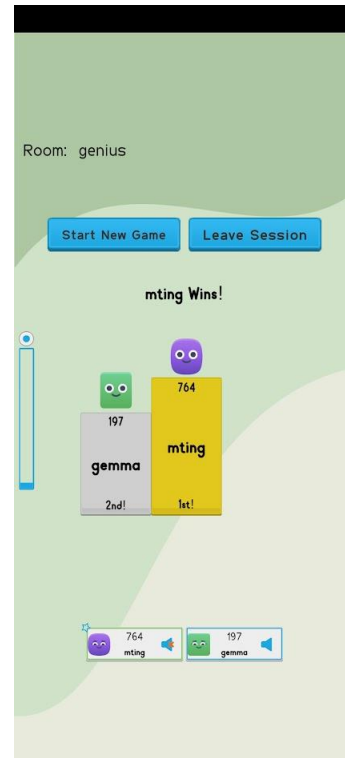 Room: genius
Start New Game
Leave Session
mting Wins!
764
197
mting
gemma
2nd!
1st!
764
mting
197
gemma